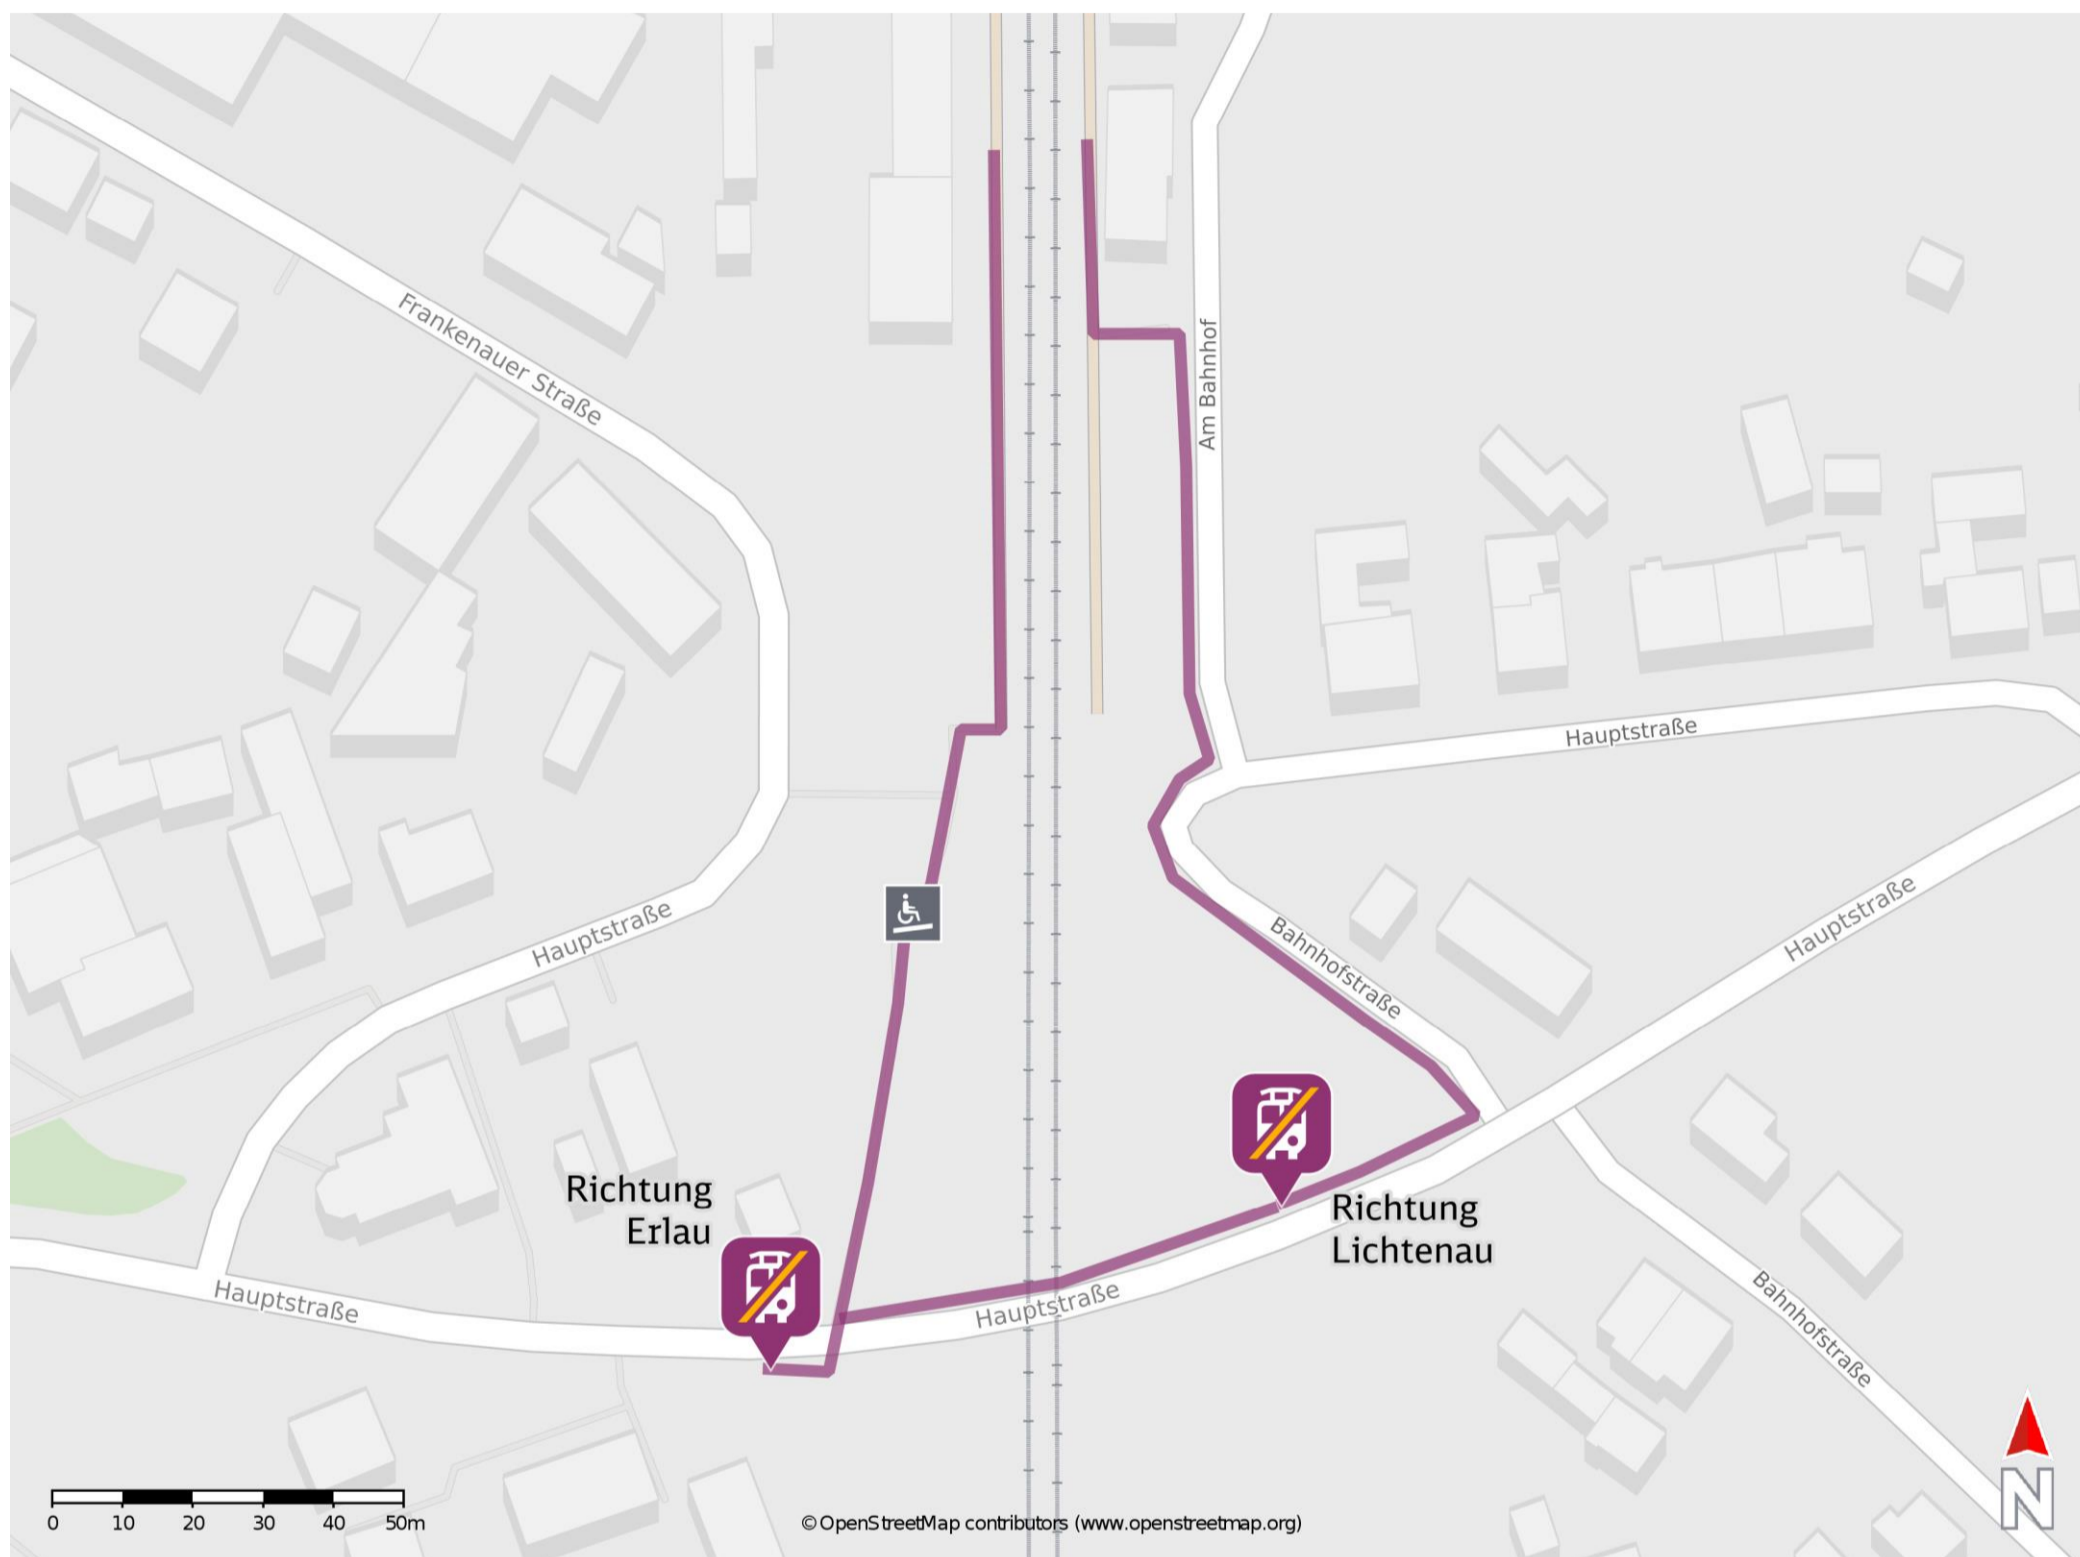 Frankenauer Straße
Am Bahnhof
Hauptstraße
Hauptstraße
Hauptstraße
Bahnhofstraße
Richtung
Erlau
Richtung
Lichtenau
Hauptstraße
Hauptstraße
Bahnhofstraße
0 10 20 30 40 50m
©OpenStreetMap contributors (www.openstreetmap.org)
N